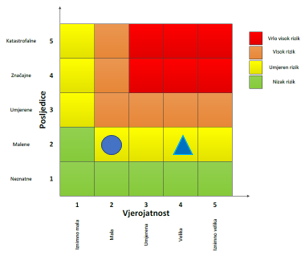 Katastrofalne 5
Značajne 4
Umjerene 3
Malene 2
Neznatne 1
Posljedice
1 2 3 4 5
Vjerojatnost
Iznimno mala
Mala
Umjerena
Velika
Iznimno velika
Vrlo visok rizik
Visok rizik
Umjeren rizik
Nizak rizik